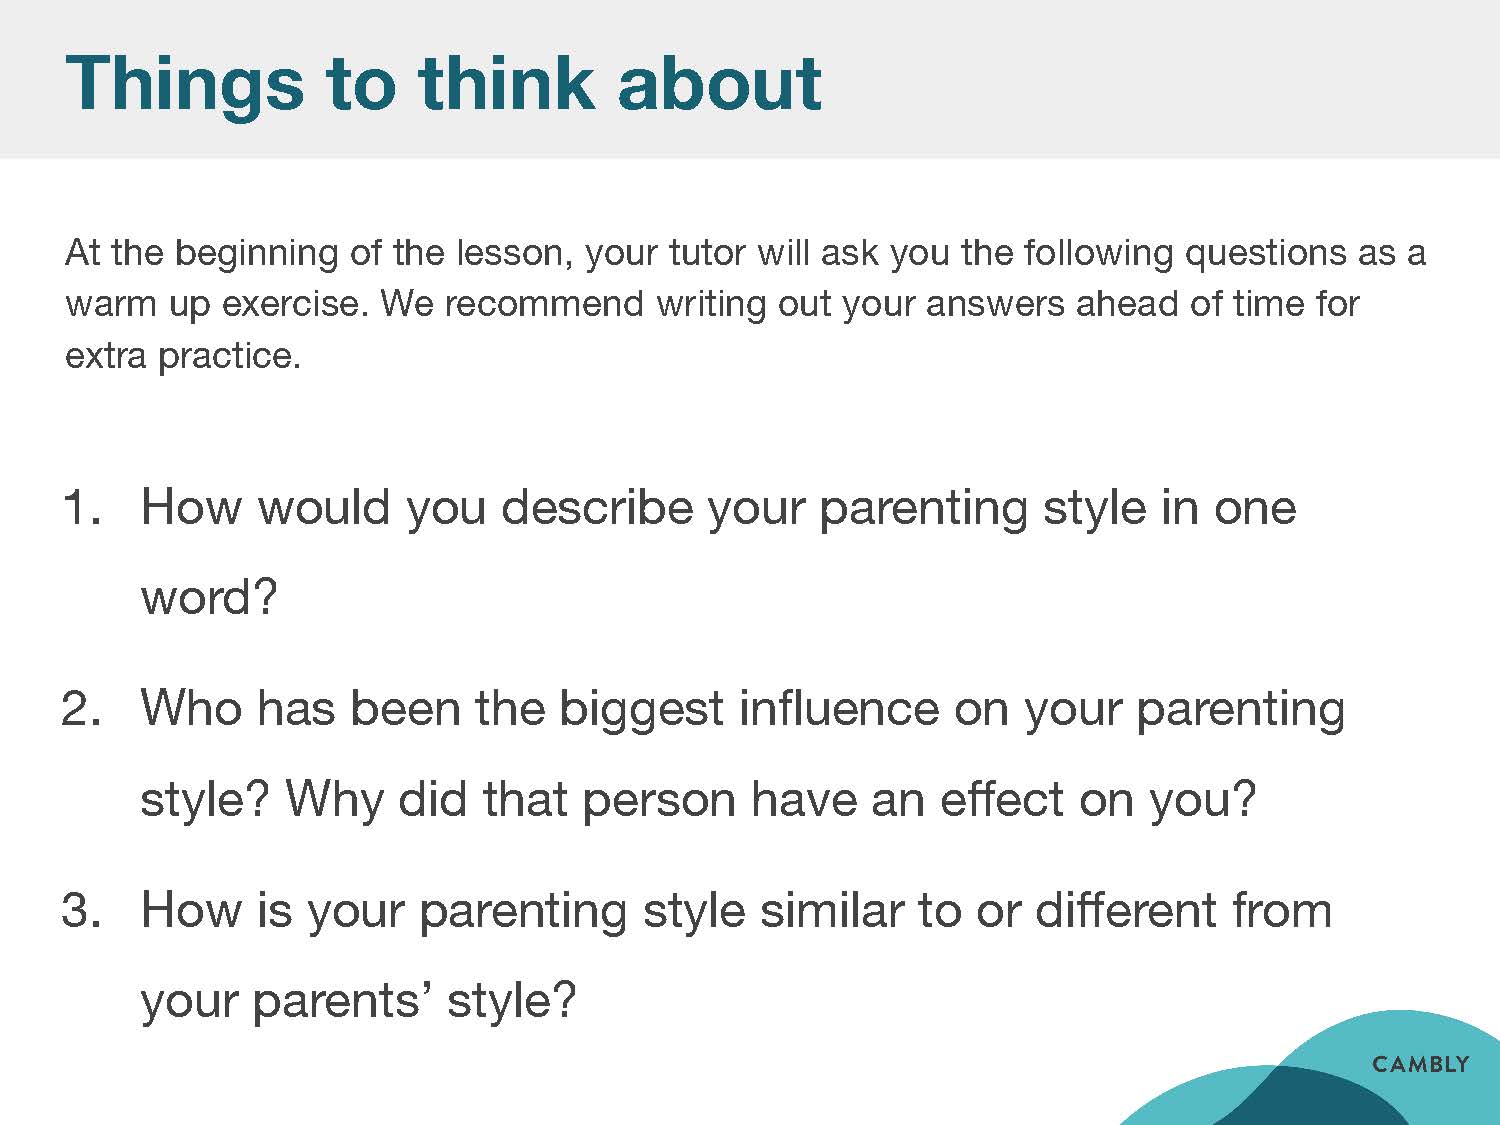 Things to think about
At the beginning of the lesson, your tutor will ask you the following questions as a
warm up exercise. We recommend writing out your answers ahead of time for
extra practice.
1. How would you describe your parenting style in one
word?
2. Who has been the biggest influence on your parenting
style? Why did that person have an effect on you?
3. How is your parenting style similar to or different from
your parents’ style?
CAMBLY